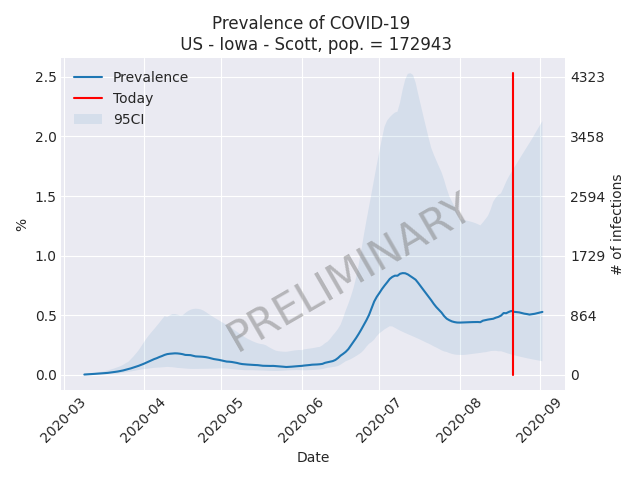 Prevalence of COVID-19
US - Iowa - Scott, pop. = 172943
Prevalence
Today
95CI
2.5
2.0
1.5
1.0
0.5
0.0
%
4323
3458
2594
1729
864
0
# of infections
PRELIMINARY
2020-03
2020-04
2020-05
2020-06
2020-07
2020-08
2020-09
Date